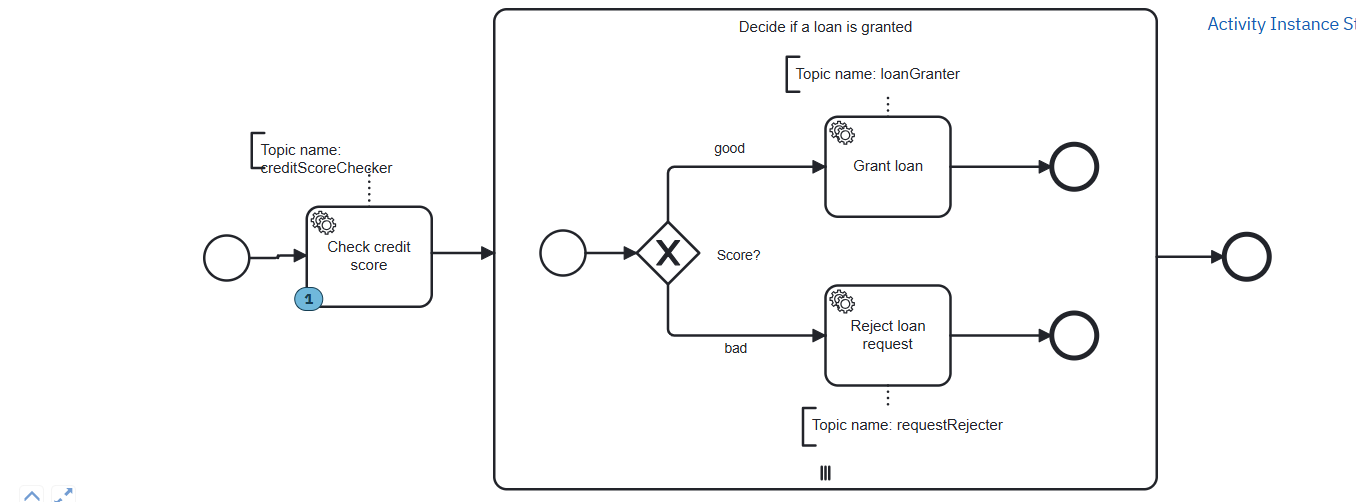 Decide if a loan is granted
Activity Instance
Topic name: loanGranter
Topic name:
creditScoreChecker
good
Grant loan
Check credit
score
Score?
1
Reject loan
request
bad
Topic name: requestRejecter